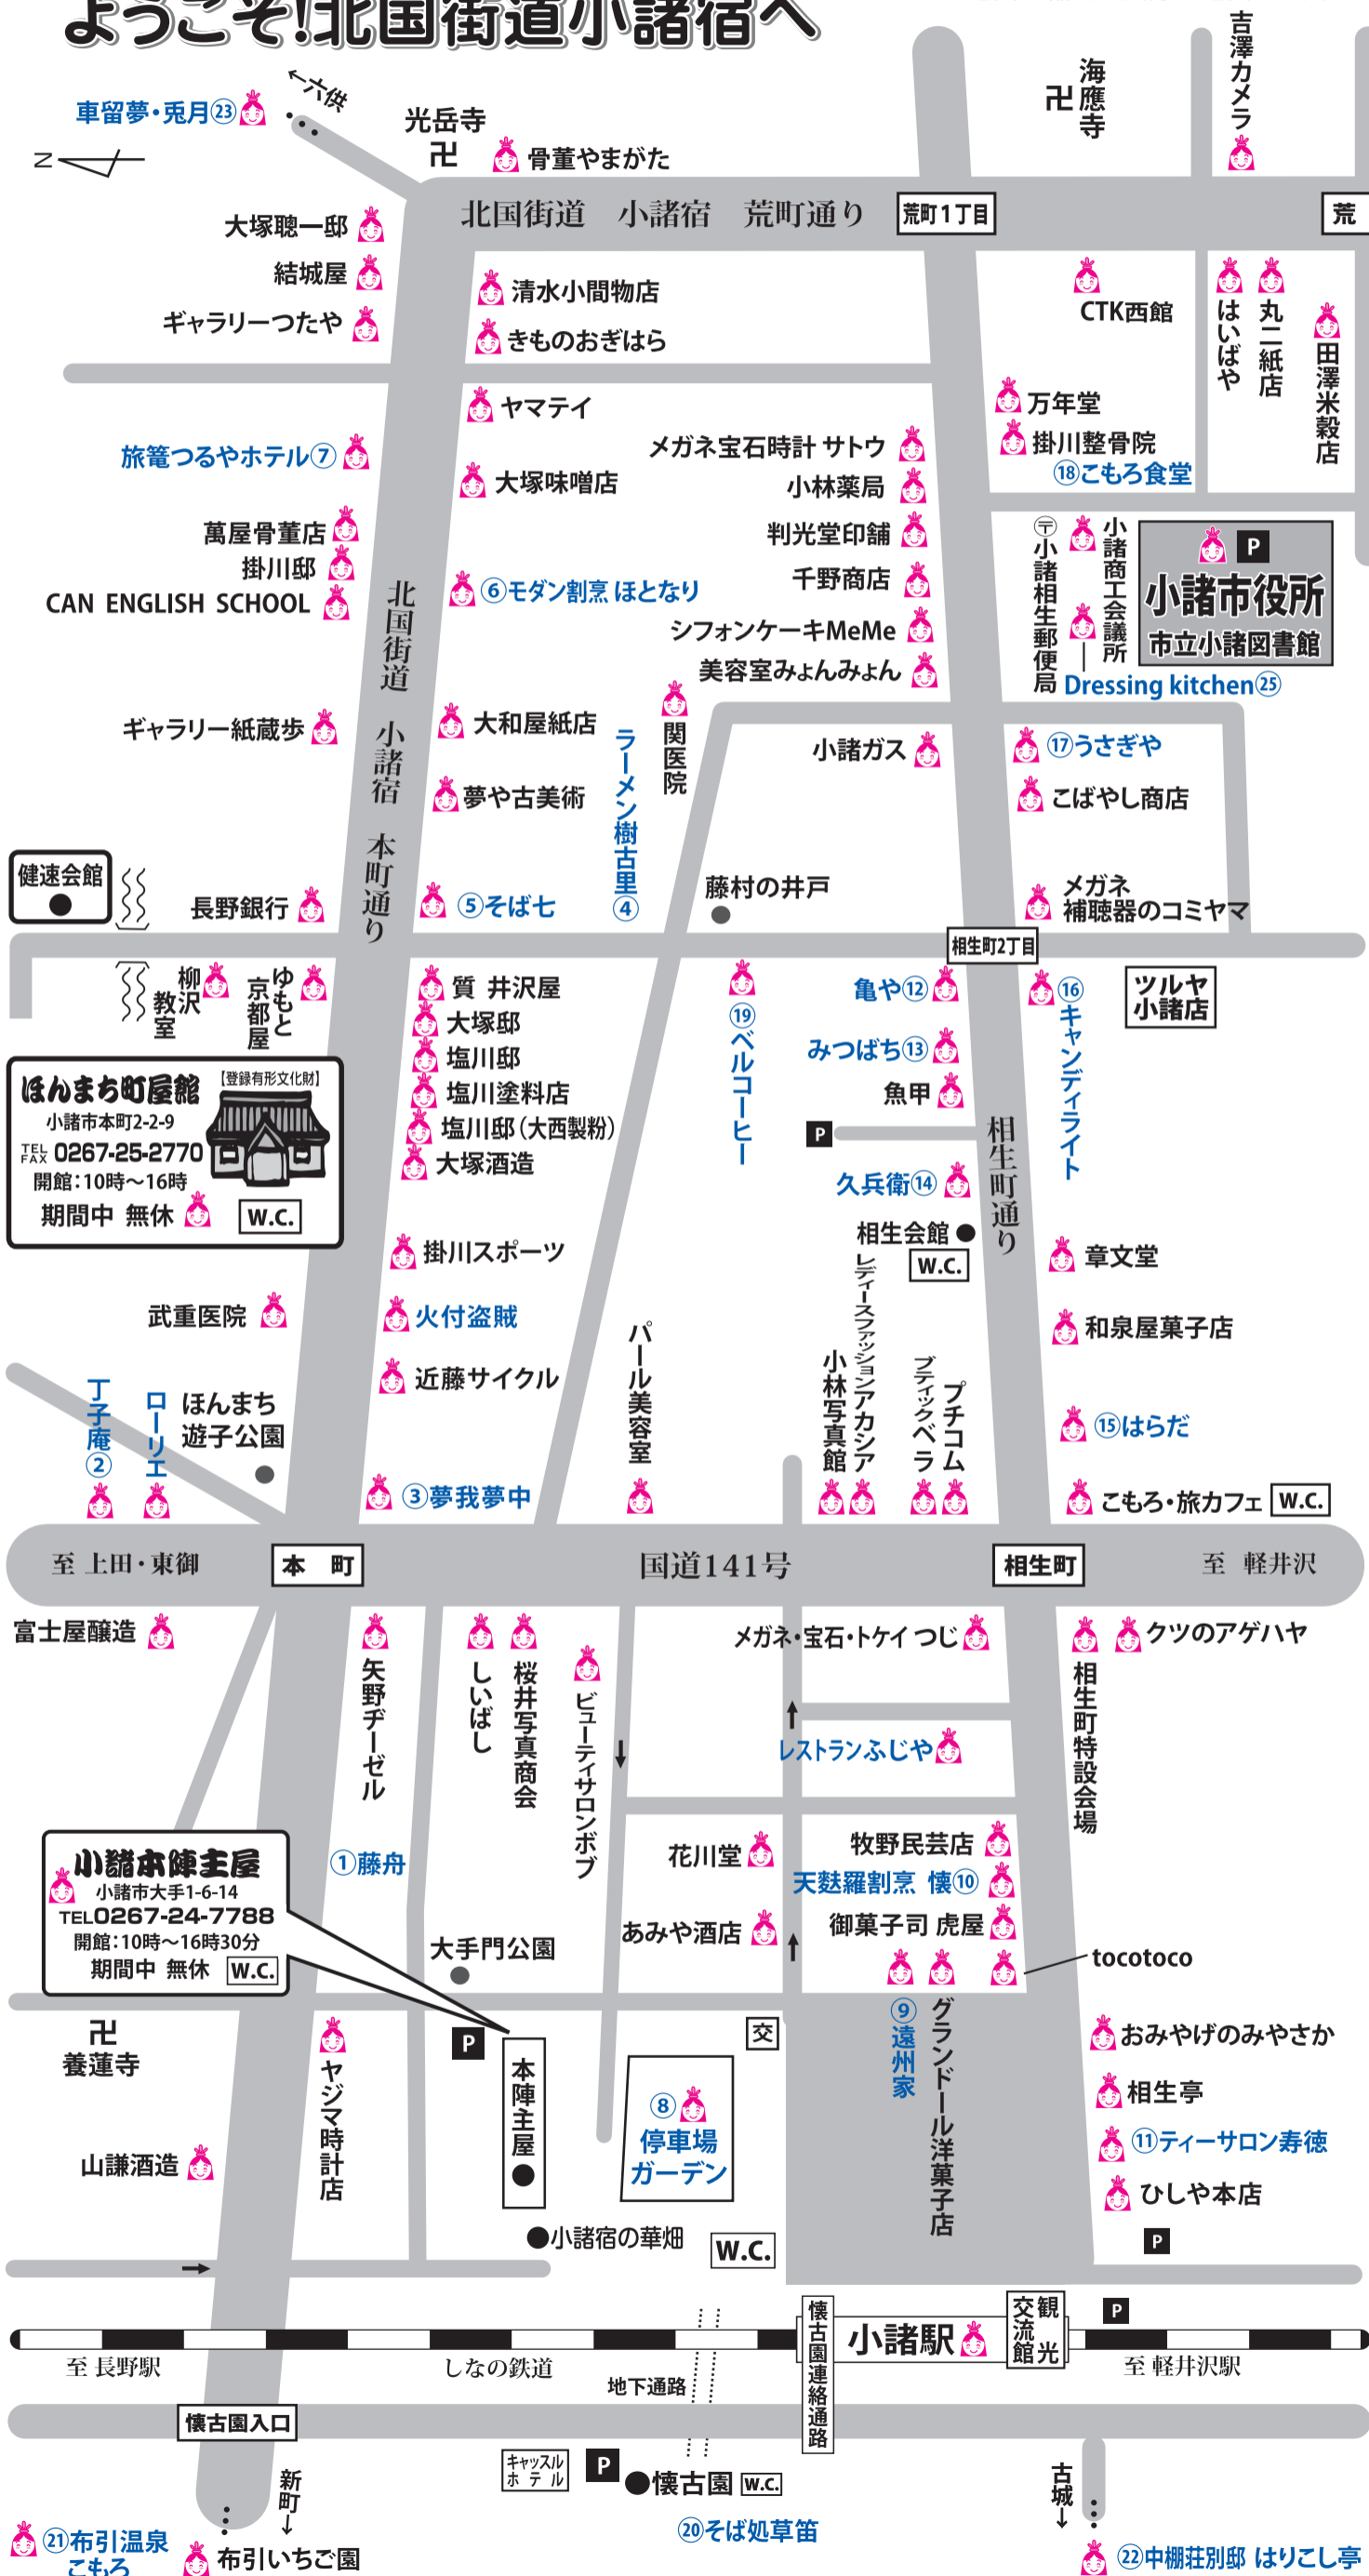 ようこそ!北国街道小諸宿へ
吉澤カメラ
海應寺
卍
←六供
車留夢・兎月㉓
光岳寺
卍
骨董やまがた
N
北国街道 小諸宿 荒町通り
荒町1丁目
荒
大塚聰一邸
結城屋
ギャラリーつたや
清水小間物店
きものおぎはら
CTK西館
はいばや
丸二紙店
田澤米穀店
ヤマテイ
万年堂
掛川整骨院
⑱こもろ食堂
旅篭つるやホテル⑦
大塚味噌店
メガネ宝石時計 サトウ
小林薬局
判光堂印舗
千野商店
シフォンケーキMeMe
美容室みょんみょん
萬屋骨董店
掛川邸
CAN ENGLISH SCHOOL
⑥モダン割烹 ほとなり
〒小諸相生郵便局
小諸商工会議所
P
小諸市役所
市立小諸図書館
Dressing kitchen㉕
北国街道 小諸宿 本町通り
ギャラリー紙蔵歩
大和屋紙店
夢や古美術
ラーメン樹古里④
関医院
小諸ガス
⑰うさぎや
こばやし商店
健速会館
長野銀行
⑤そば七
藤村の井戸
メガネ
補聴器のコミヤマ
相生町2丁目
柳沢
教室
ゆもと
京都屋
質 井沢屋
大塚邸
塩川邸
塩川塗料店
塩川邸(大西製粉)
大塚酒造
⑲ベルコーヒー
亀や⑫
みつばち⑬
魚甲
P
久兵衛⑭
相生会館
W.C.
⑯キャンディライト
ツルヤ
小諸店
相生町通り
ほんまち町屋館
【登録有形文化財】
小諸市本町2-2-9
TEL
FAX 0267-25-2770
開館:10時〜16時
期間中 無休
W.C.
掛川スポーツ
武重医院
火付盗賊
近藤サイクル
③夢我夢中
丁子庵②
ローリエ
ほんまち
遊子公園
パール美容室
小林写真館
レディースファッションアカシア
ブティックベラ
プチコム
章文堂
和泉屋菓子店
⑮はらだ
こもろ・旅カフェ
W.C.
至 上田・東御
本 町
国道141号
相生町
至 軽井沢
富士屋醸造
矢野ヂーゼル
しいばし
桜井写真商会
ビューティサロンボブ
メガネ・宝石・トケイ つじ
相生町特設会場
クツのアゲハヤ
レストランふじや
①藤舟
花川堂
あみや酒店
牧野民芸店
天麩羅割烹 懐⑩
御菓子司 虎屋
tocotoco
小諸本陣主屋
小諸市大手1-6-14
TEL0267-24-7788
開館:10時〜16時30分
期間中 無休
W.C.
大手門公園
卍
養蓮寺
ヤジマ時計店
山謙酒造
P
本陣主屋
交
⑧
停車場
ガーデン
⑨遠州家
グランドール洋菓子店
おみやげのみやさか
相生亭
⑪ティーサロン寿徳
ひしや本店
P
小諸宿の華畑
W.C.
懐古園連絡通路
小諸駅
観光
交流館
P
至 長野駅
しなの鉄道
地下通路
至 軽井沢駅
懐古園入口
キャッスル
ホテル
P
懐古園
W.C.
新町→
古城→
⑳そば処草笛
㉑布引温泉
こもろ
布引いちご園
㉒中棚荘別邸 はりこし亭